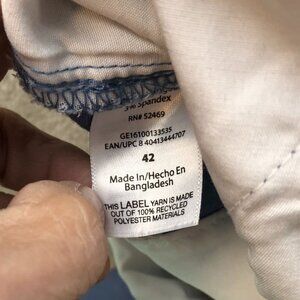 3% Spandex
RN# 52469
GE16100133535
EAN/UPC 8 40413444707
42
Made In/Hecho En
Bangladesh
THIS LABEL YARN IS MADE
OUT OF 100% RECYCLED
POLYESTER MATERIALS